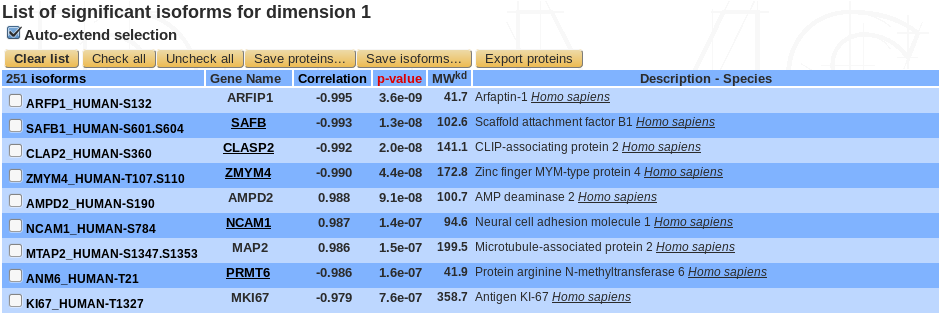 List of significant isoforms for dimension 1
Auto-extend selection
Clear list Check all Uncheck all Save proteins... Save isoforms... Export proteins
251 isoforms Gene Name Correlation p-value MWkd Description - Species
ARFP1_HUMAN-S132 ARFIP1 -0.995 3.6e-09 41.7 Arfaptin-1 Homo sapiens
SAFB1_HUMAN-S601.S604 SAFB -0.993 1.3e-08 102.6 Scaffold attachment factor B1 Homo sapiens
CLAP2_HUMAN-S360 CLASP2 -0.992 2.0e-08 141.1 CLIP-associating protein 2 Homo sapiens
ZMYM4_HUMAN-T107.S110 ZMYM4 -0.990 4.4e-08 172.8 Zinc finger MYM-type protein 4 Homo sapiens
AMPD2_HUMAN-S190 AMPD2 0.988 9.1e-08 100.7 AMP deaminase 2 Homo sapiens
NCAM1_HUMAN-S784 NCAM1 0.987 1.4e-07 94.6 Neural cell adhesion molecule 1 Homo sapiens
MTAP2_HUMAN-S1347.S1353 MAP2 0.986 1.5e-07 199.5 Microtubule-associated protein 2 Homo sapiens
ANM6_HUMAN-T21 PRMT6 -0.986 1.6e-07 41.9 Protein arginine N-methyltransferase 6 Homo sapiens
KI67_HUMAN-T1327 MKI67 -0.979 7.6e-07 358.7 Antigen KI-67 Homo sapiens